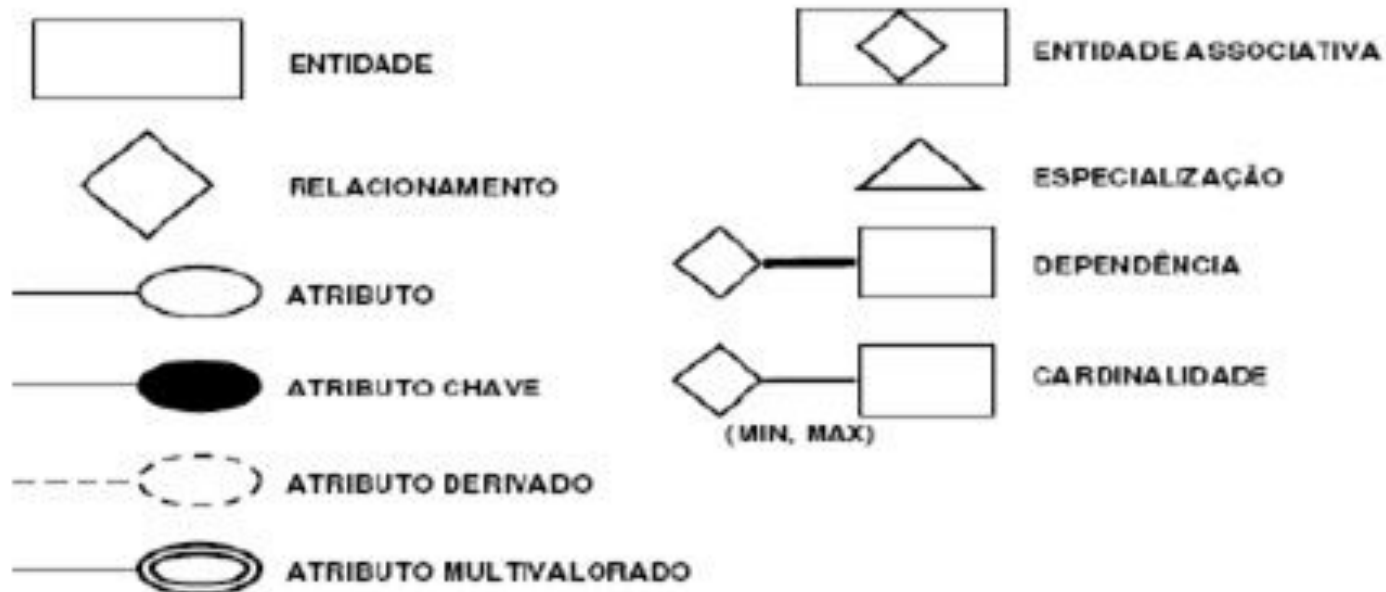 ENTIDADE
RELACIONAMENTO
ATRIBUTO
ATRIBUTO CHAVE
ATRIBUTO DERIVADO
ATRIBUTO MULTIVALORADO
ENTIDADE ASSOCIATIVA
ESPECIALIZAÇÃO
DEPENDÊNCIA
CARDINALIDADE
(MIN, MAX)